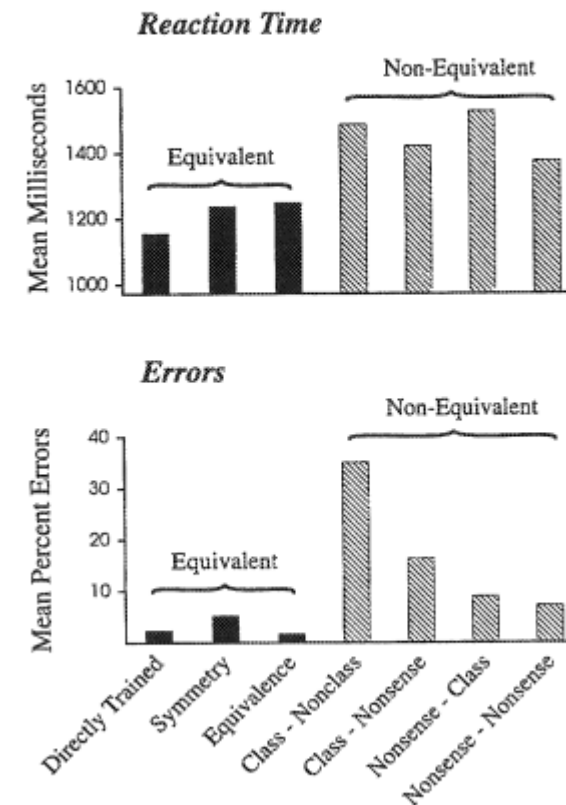 Reaction Time
Non-Equivalent
Equivalent
Mean Milliseconds
1600
1400
1200
1000
Errors
Non-Equivalent
Equivalent
Mean Percent Errors
40
30
20
10
Directly Trained
Symmetry
Equivalence
Class - Nonclass
Class - Nonsense
Nonsense - Class
Nonsense - Nonsense